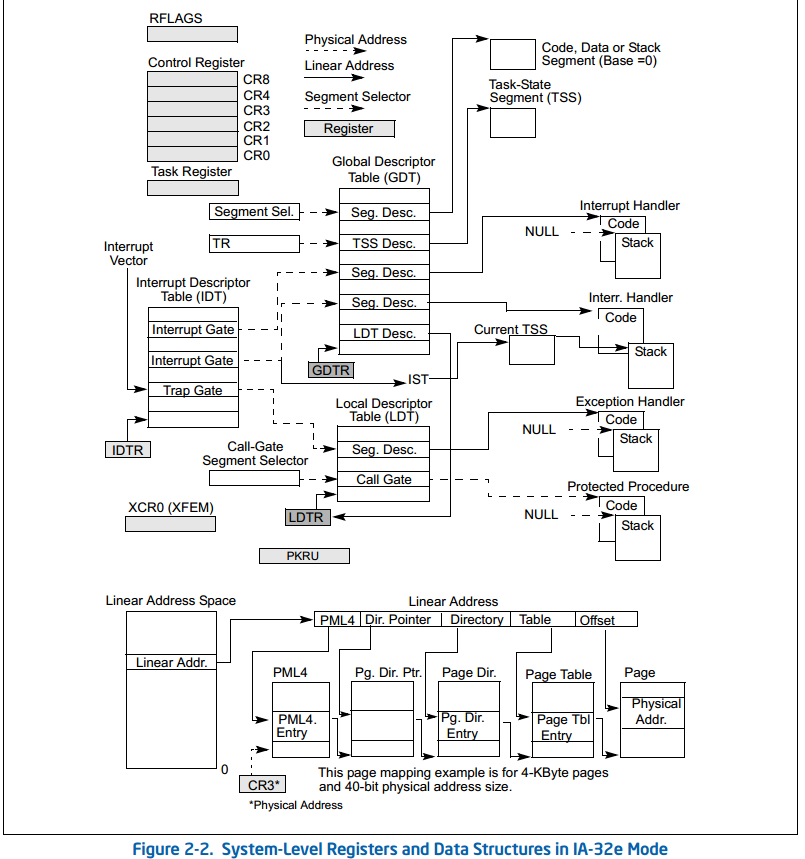 RFLAGS
Control Register
CR8
CR4
CR3
CR2
CR1
CR0
Task Register
Physical Address
Linear Address
Segment Selector
Register
Code, Data or Stack
Segment (Base =0)
Task-State
Segment (TSS)
Global Descriptor
Table (GDT)
Segment Sel.
Seg. Desc.
TR
TSS Desc.
Seg. Desc.
Seg. Desc.
LDT Desc.
GDTR
Interrupt Handler
Code
NULL
Stack
Interrupt
Vector
Interrupt Descriptor
Table (IDT)
Interrupt Gate
Interrupt Gate
Trap Gate
IDTR
Interr. Handler
Code
Current TSS
Stack
IST
Local Descriptor
Table (LDT)
Seg. Desc.
Call Gate
Call-Gate
Segment Selector
LDTR
Exception Handler
Code
NULL
Stack
Protected Procedure
Code
NULL
Stack
XCR0 (XFEM)
PKRU
Linear Address Space
Linear Addr.
0
Linear Address
PML4
Dir. Pointer
Directory
Table
Offset
PML4
PML4.
Entry
Pg. Dir. Ptr.
Page Dir.
Pg. Dir.
Entry
Page Table
Page Tbl
Entry
Page
Physical
Addr.
CR3*
*Physical Address
This page mapping example is for 4-KByte pages
and 40-bit physical address size.
Figure 2-2. System-Level Registers and Data Structures in IA-32e Mode